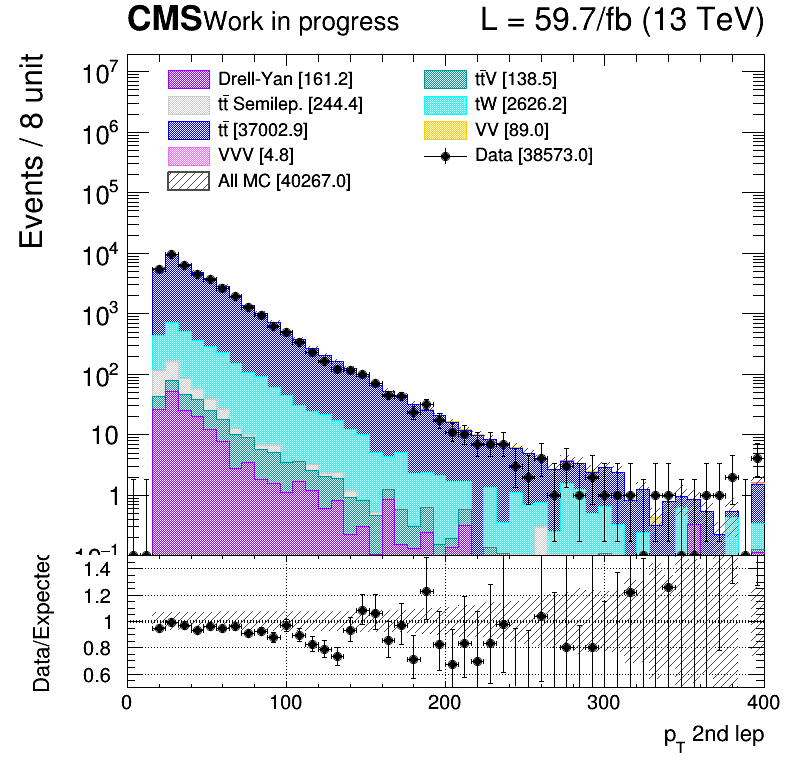 CMS Work in progress L = 59.7/fb (13 TeV)
Events / 8 unit
10⁷
10⁶
10⁵
10⁴
10³
10²
10
1
10⁻¹
Drell-Yan [161.2]
tt̄ Semilep. [244.4]
tt̄ [37002.9]
VVV [4.8]
All MC [40267.0]
tt̄V [138.5]
tW [2626.2]
VV [89.0]
Data [38573.0]
Data/Expected
1.4
1.2
1
0.8
0.6
0 100 200 300 400
p_T 2nd lep